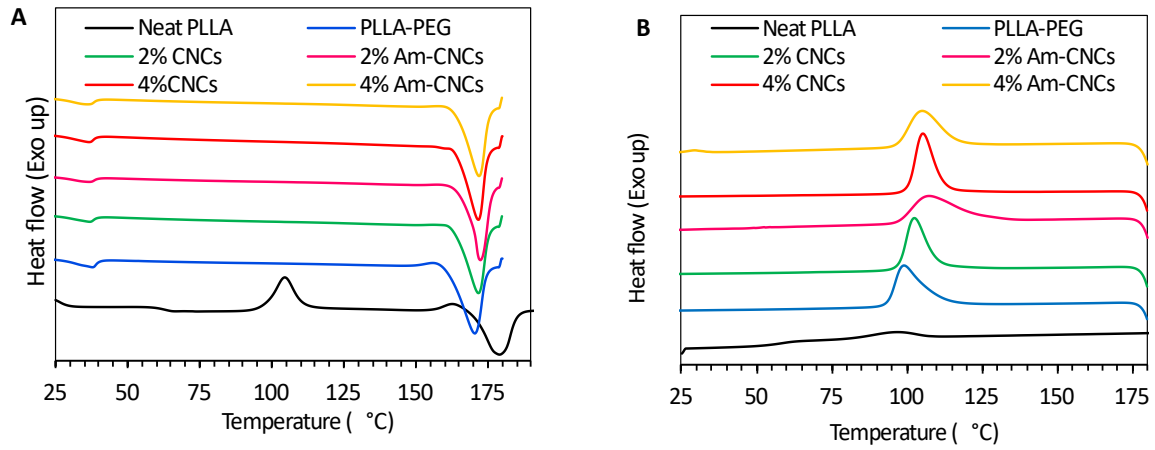 A
Neat PLLA PLLA-PEG
2% CNCs 2% Am-CNCs
4%CNCs 4% Am-CNCs
Heat flow (Exo up)
25 50 75 100 125 150 175
Temperature ( °C)
B
Neat PLLA PLLA-PEG
2% CNCs 2% Am-CNCs
4% CNCs 4% Am-CNCs
Heat flow (Exo up)
25 50 75 100 125 150 175
Temperature ( °C)